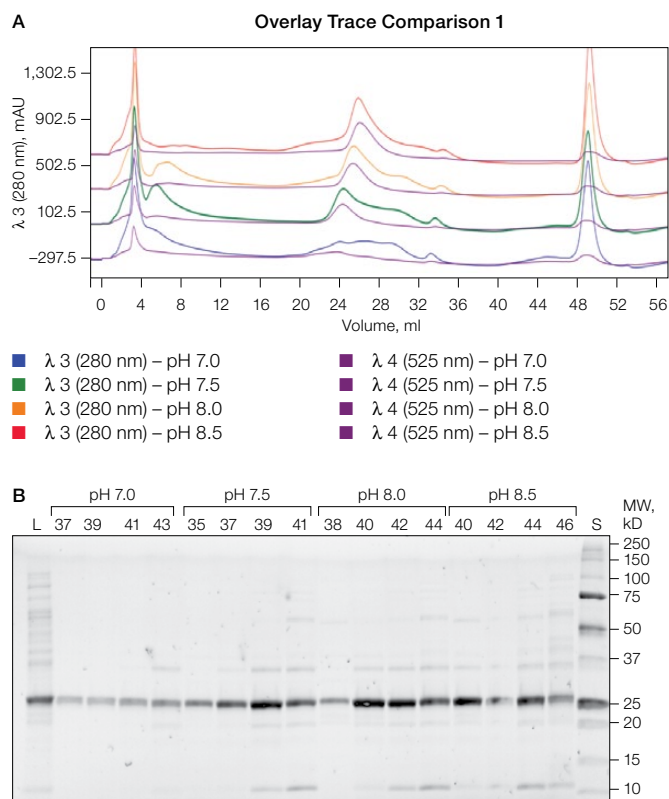 A
Overlay Trace Comparison 1
λ 3 (280 nm), mAU
1,302.5
902.5
502.5
102.5
–297.5
0 4 8 12 16 20 24 28 32 36 40 44 48 52 56
Volume, ml
λ 3 (280 nm) – pH 7.0
λ 3 (280 nm) – pH 7.5
λ 3 (280 nm) – pH 8.0
λ 3 (280 nm) – pH 8.5
λ 4 (525 nm) – pH 7.0
λ 4 (525 nm) – pH 7.5
λ 4 (525 nm) – pH 8.0
λ 4 (525 nm) – pH 8.5
B
pH 7.0 pH 7.5 pH 8.0 pH 8.5
L 37 39 41 43 35 37 39 41 38 40 42 44 40 42 44 46 S
MW,
kD
250
150
100
75
50
37
25
20
15
10